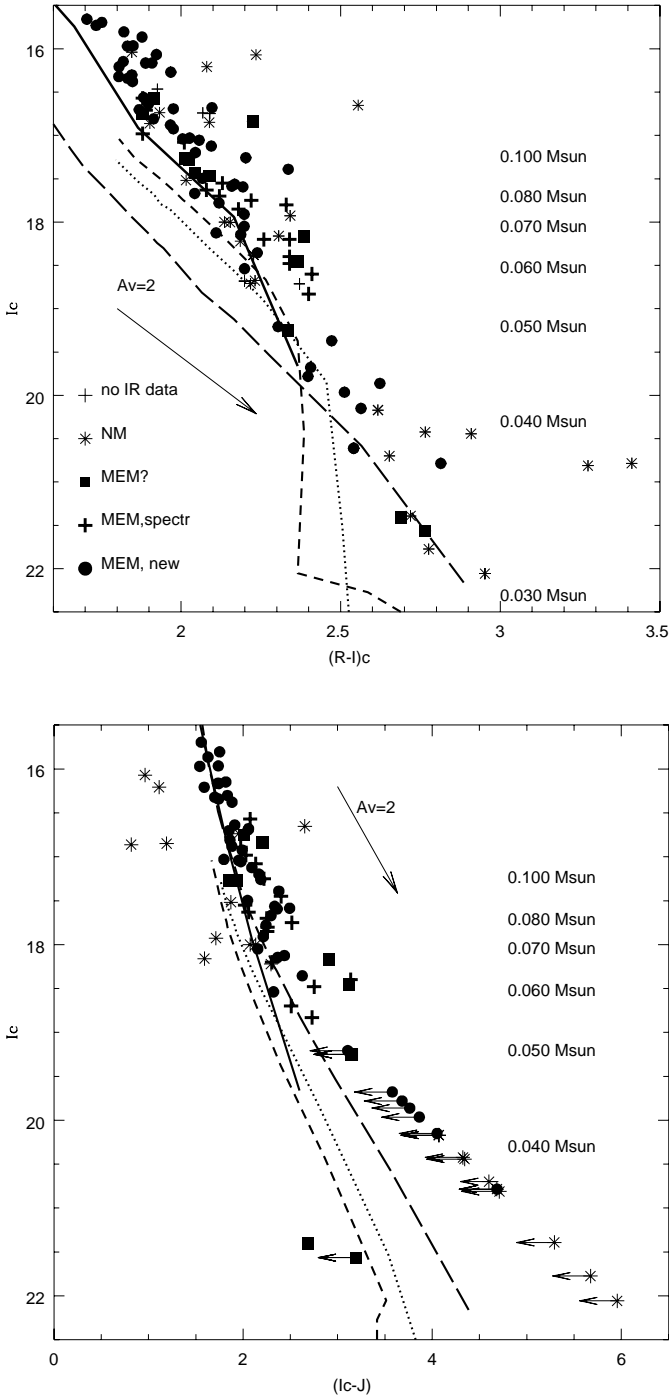 16
18
20
22
Ic
0.100 Msun
0.080 Msun
0.070 Msun
0.060 Msun
0.050 Msun
0.040 Msun
0.030 Msun
Av=2
no IR data
NM
MEM?
MEM,spectr
MEM, new
2
2.5
3
3.5
(R-I)c
16
18
20
22
Ic
Av=2
0.100 Msun
0.080 Msun
0.070 Msun
0.060 Msun
0.050 Msun
0.040 Msun
0
2
4
6
(Ic-J)